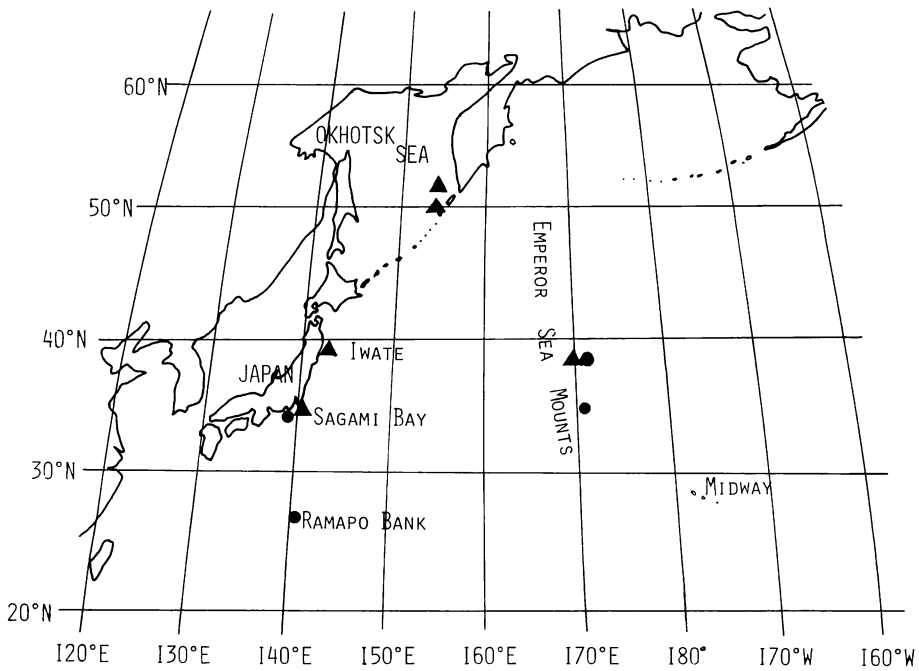 60°N
OKHOTSK
SEA
50°N
EMPEROR SEA MOUNTS
40°N
IWATE
JAPAN
SAGAMI BAY
30°N
MIDWAY
RAMAPO BANK
20°N
120°E 130°E 140°E 150°E 160°E 170°E 180° 170°W 160°W